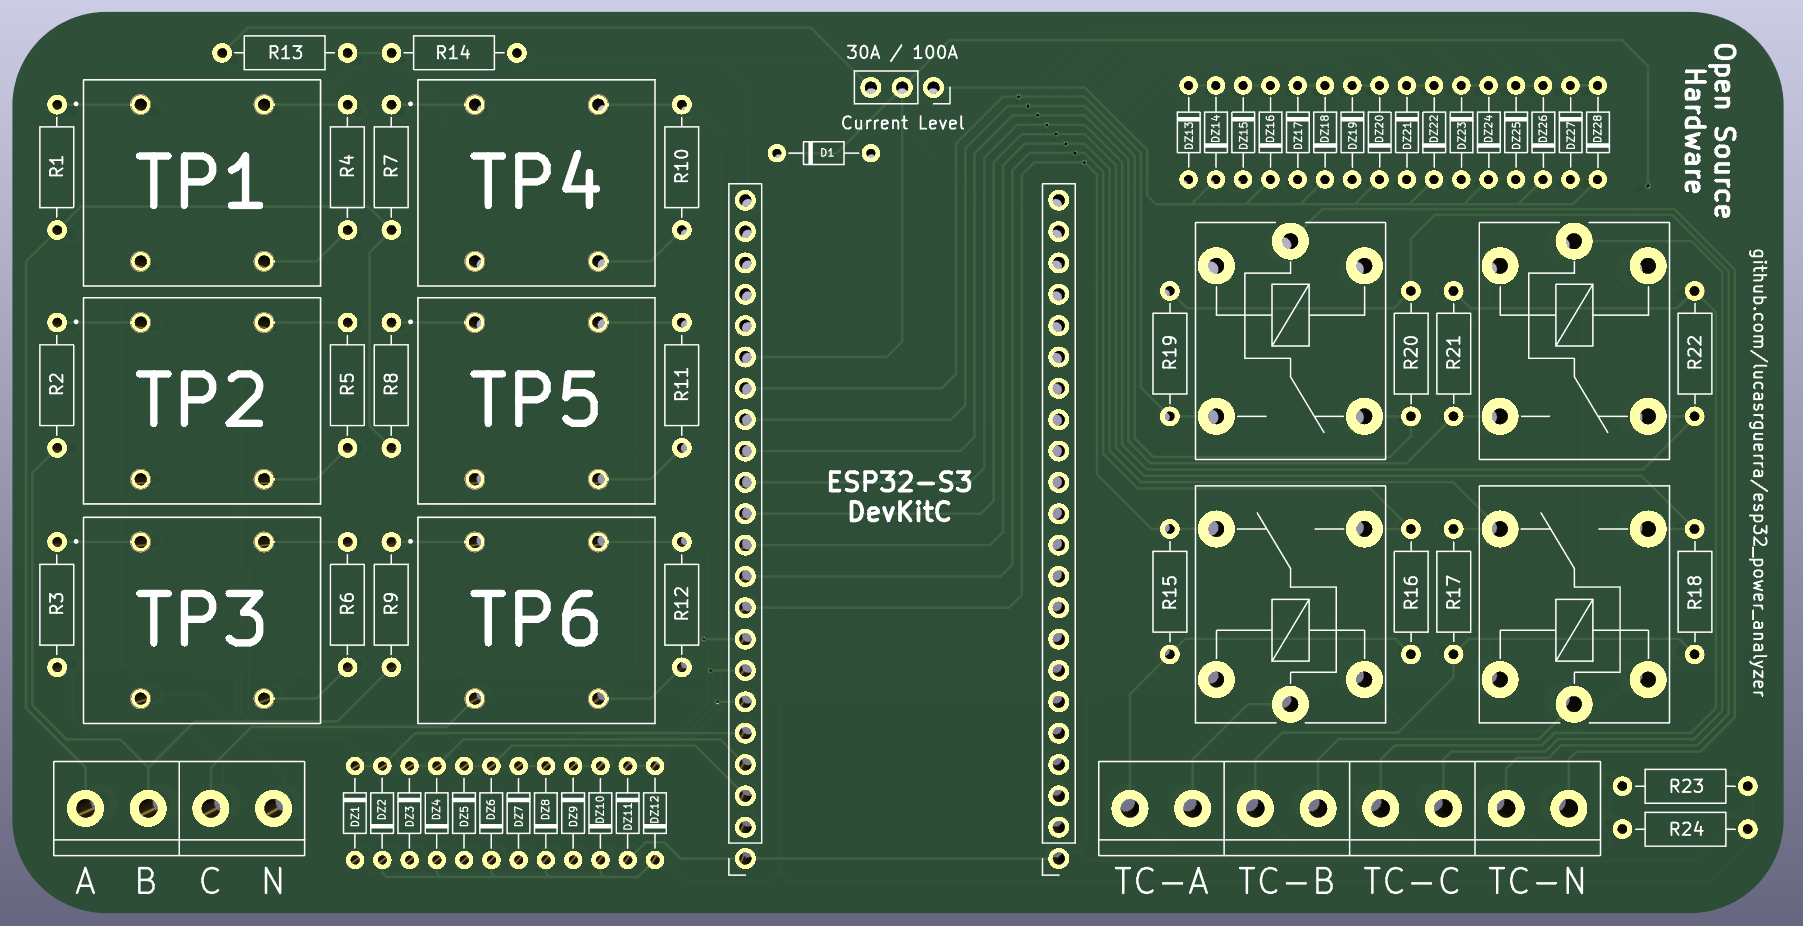 R13
R14
30A / 100A
Current Level
D1
DZ13
DZ14
DZ15
DZ16
DZ17
DZ18
DZ19
DZ20
DZ21
DZ22
DZ23
DZ24
DZ25
DZ26
DZ27
DZ28
Open Source
Hardware
github.com/lucasrguerra/esp32_power_analyzer
R1
TP1
R4
R7
TP4
R10
R2
TP2
R5
R8
TP5
R11
R3
TP3
R6
R9
TP6
R12
ESP32-S3
DevKitC
R19
R20
R21
R22
R15
R16
R17
R18
DZ1
DZ2
DZ3
DZ4
DZ5
DZ6
DZ7
DZ8
DZ9
DZ10
DZ11
DZ12
R23
R24
A B C N
TC-A TC-B TC-C TC-N